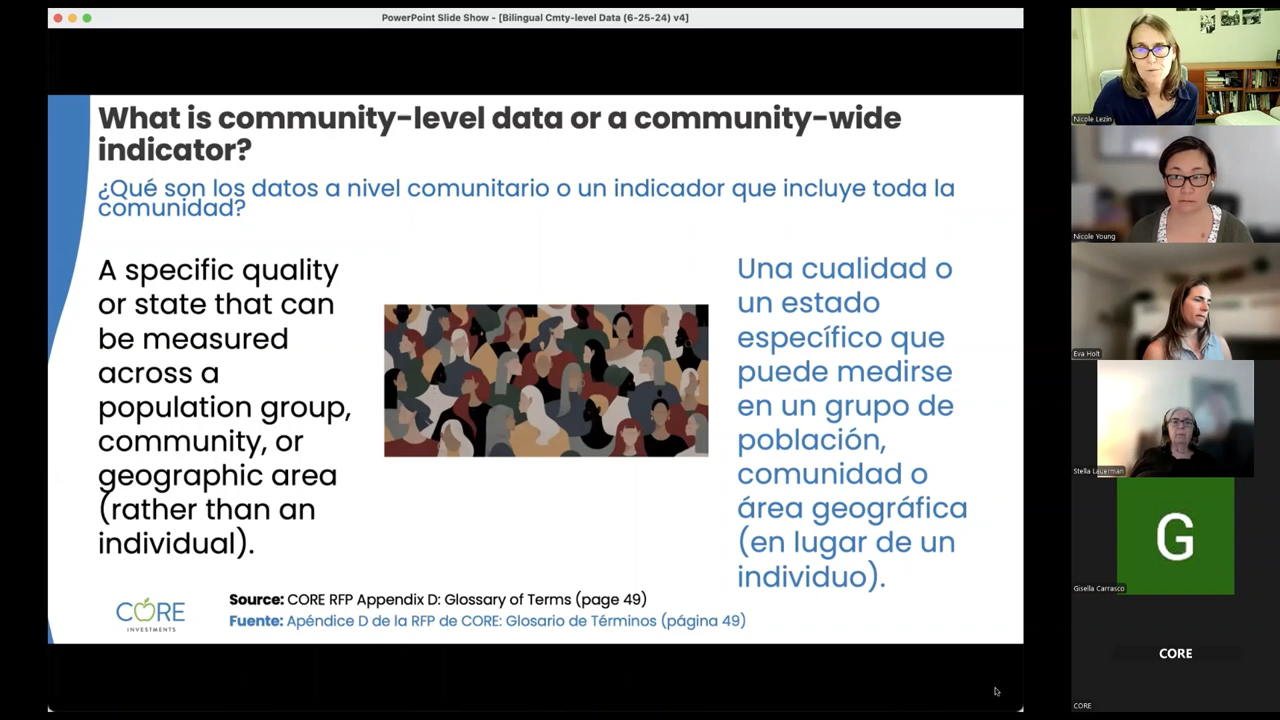 PowerPoint Slide Show - [Bilingual Cmty-level Data (6-25-24) v4]
What is community-level data or a community-wide
indicator?
¿Qué son los datos a nivel comunitario o un indicador que incluye toda la
comunidad?
A specific quality
or state that can
be measured
across a
population group,
community, or
geographic area
(rather than an
individual).
Una cualidad o
un estado
específico que
puede medirse
en un grupo de
población,
comunidad o
área geográfica
(en lugar de un
individuo).
CORE
INVESTMENTS
Source: CORE RFP Appendix D: Glossary of Terms (page 49)
Fuente: Apéndice D de la RFP de CORE: Glosario de Términos (página 49)
Nicole Lezin
Nicole Young
Eva Holt
Stella Lauerman
G
Gisella Carrasco
CORE
CORE